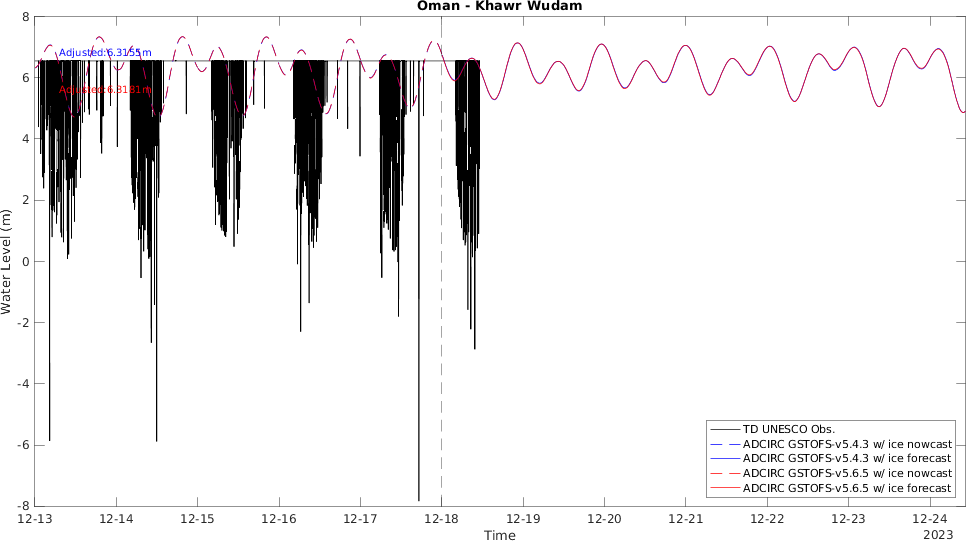 Oman - Khawr Wudam
Water Level (m)
8
6
4
2
0
-2
-4
-6
-8
Adjusted:6.3155m
Adjusted:6.3181m
TD UNESCO Obs.
ADCIRC GSTOFS-v5.4.3 w/ ice nowcast
ADCIRC GSTOFS-v5.4.3 w/ ice forecast
ADCIRC GSTOFS-v5.6.5 w/ ice nowcast
ADCIRC GSTOFS-v5.6.5 w/ ice forecast
12-13 12-14 12-15 12-16 12-17 12-18 12-19 12-20 12-21 12-22 12-23 12-24
2023
Time